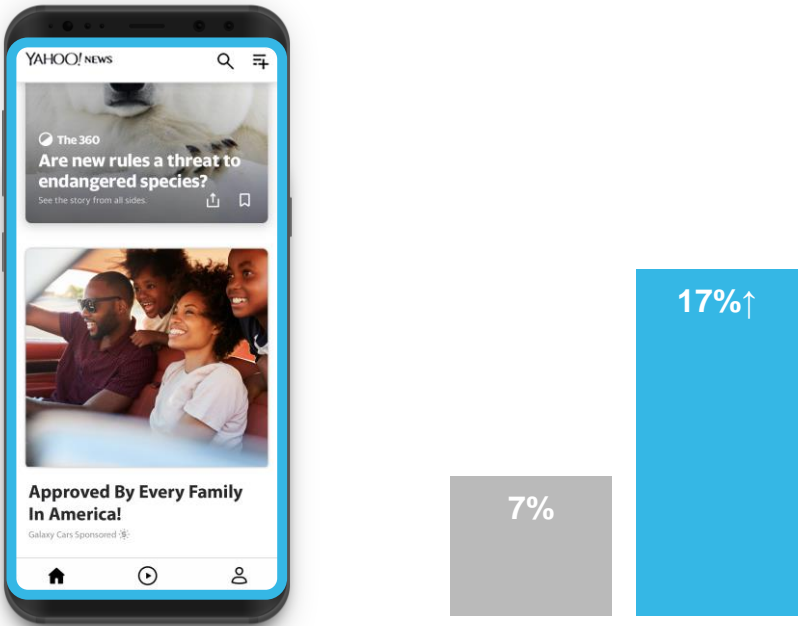 YAHOO! NEWS
The 360
Are new rules a threat to
endangered species?
See the story from all sides.
Approved By Every Family
In America!
Galaxy Cars Sponsored
17%↑
7%